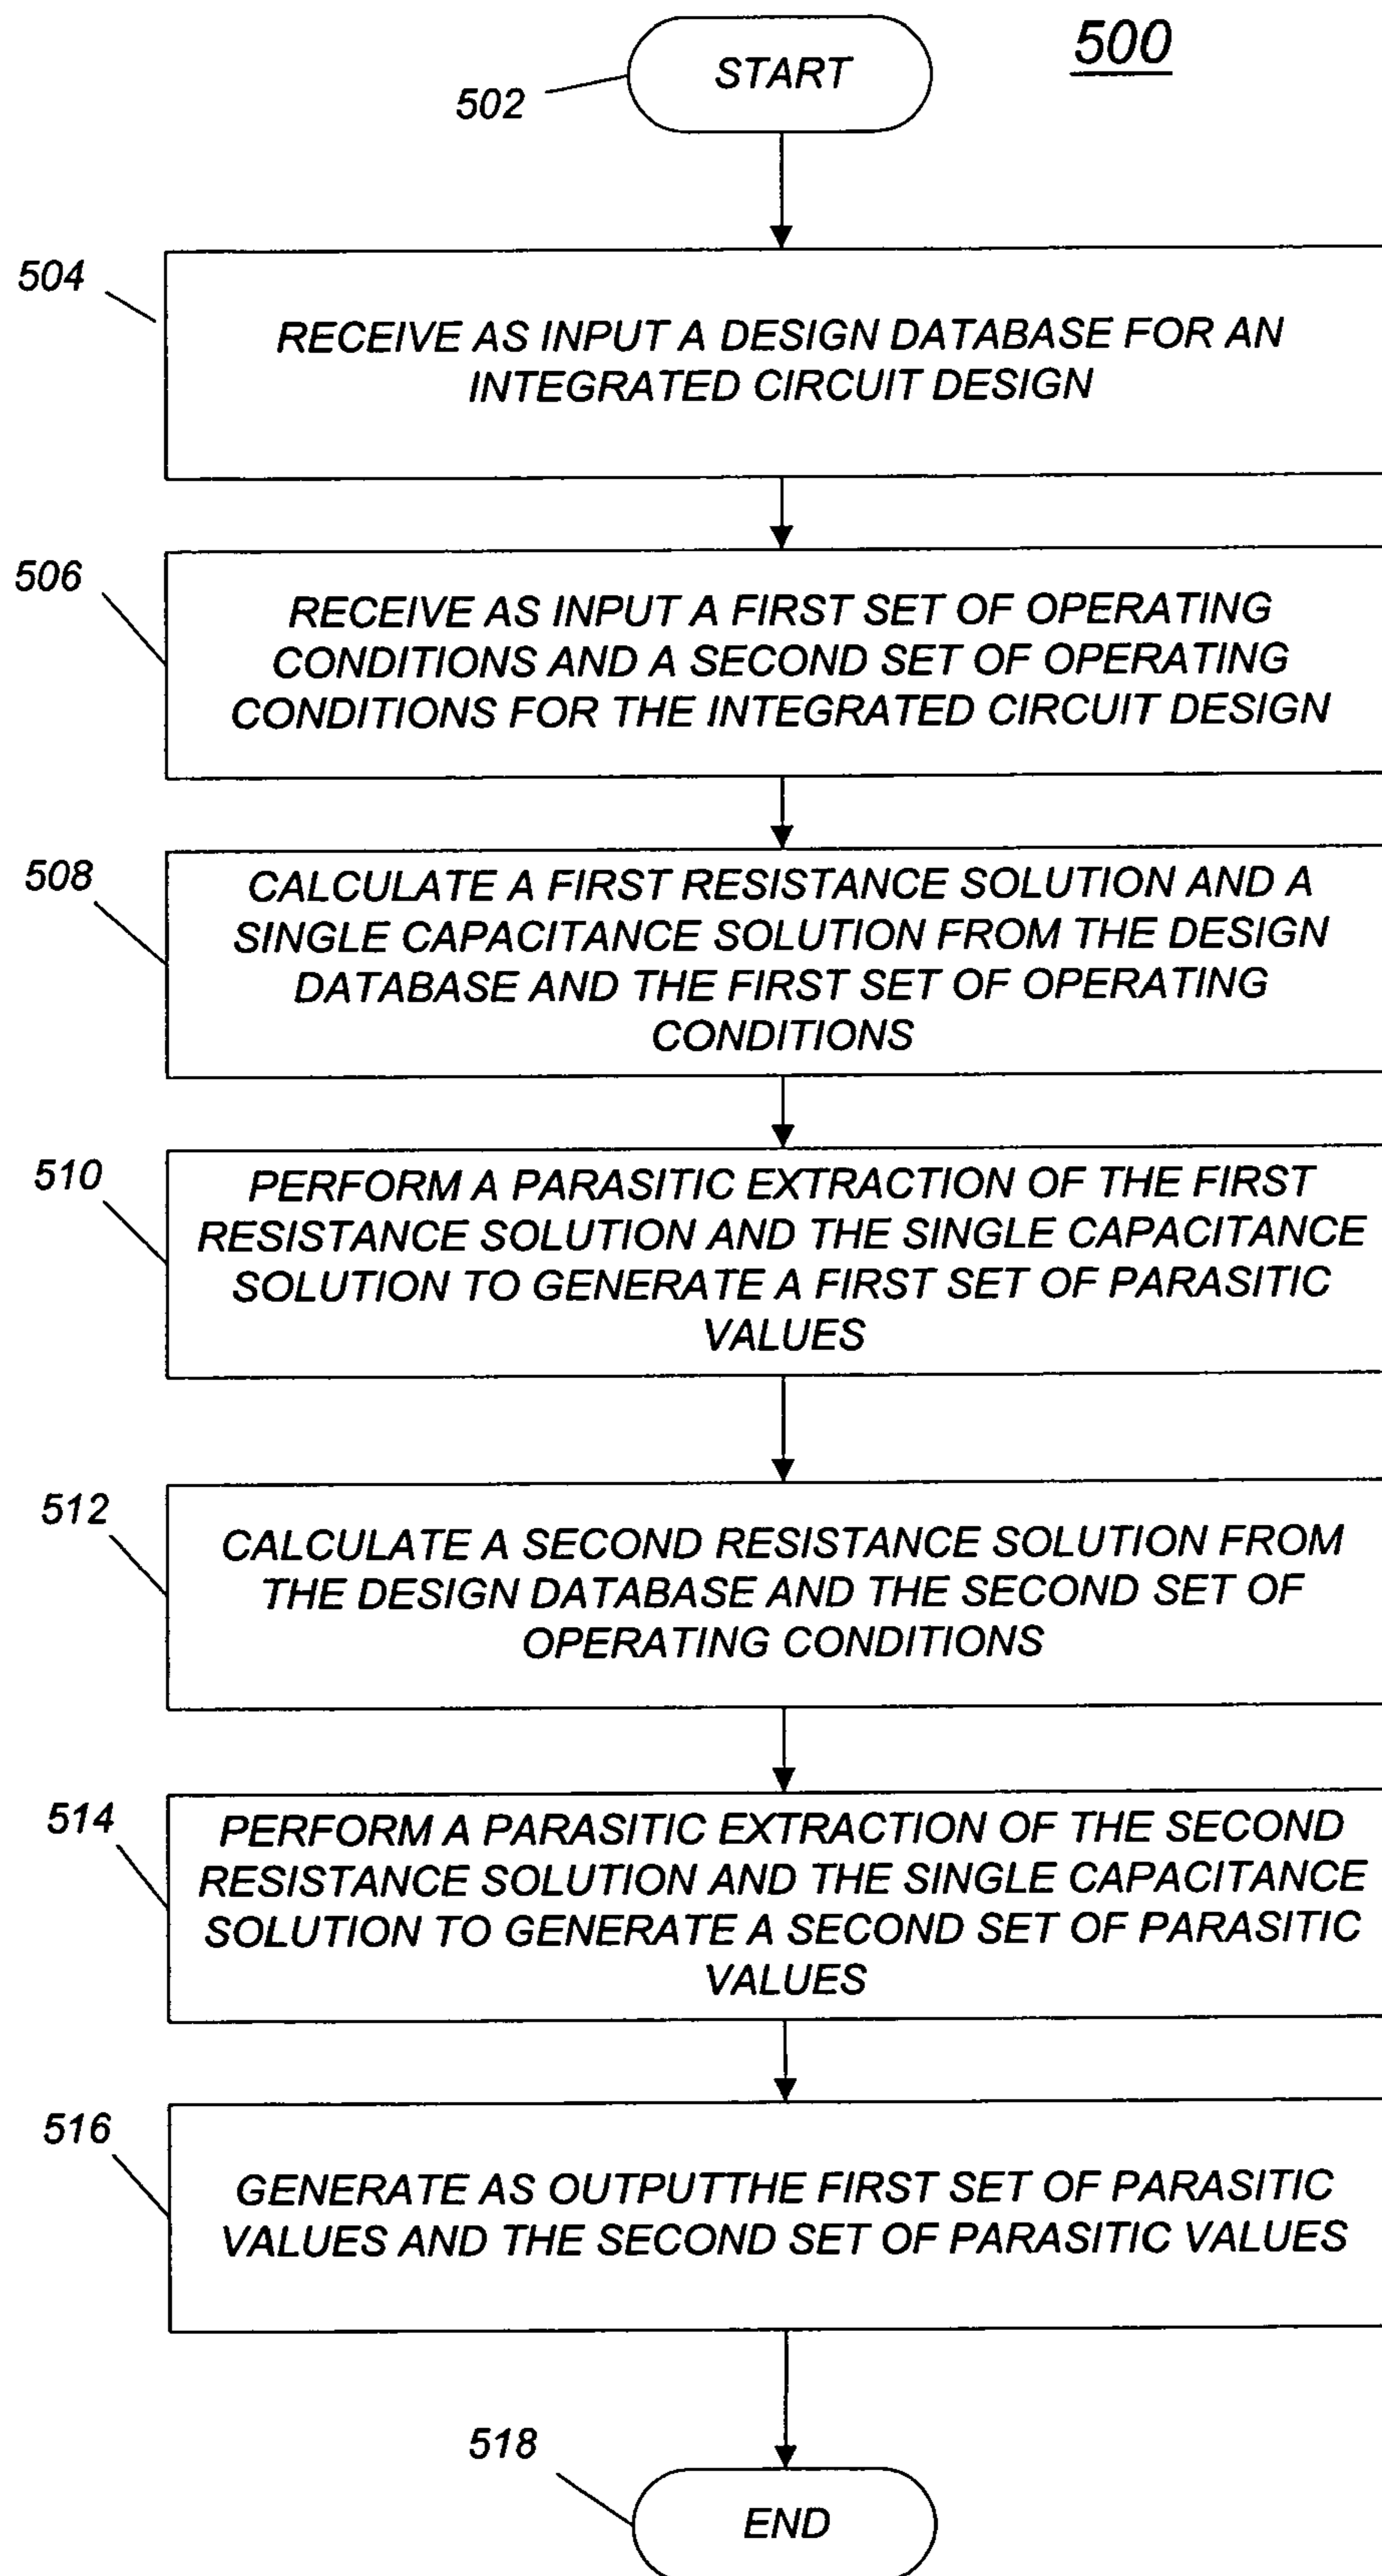 500
START
502
504
RECEIVE AS INPUT A DESIGN DATABASE FOR AN
INTEGRATED CIRCUIT DESIGN
506
RECEIVE AS INPUT A FIRST SET OF OPERATING
CONDITIONS AND A SECOND SET OF OPERATING
CONDITIONS FOR THE INTEGRATED CIRCUIT DESIGN
508
CALCULATE A FIRST RESISTANCE SOLUTION AND A
SINGLE CAPACITANCE SOLUTION FROM THE DESIGN
DATABASE AND THE FIRST SET OF OPERATING
CONDITIONS
510
PERFORM A PARASITIC EXTRACTION OF THE FIRST
RESISTANCE SOLUTION AND THE SINGLE CAPACITANCE
SOLUTION TO GENERATE A FIRST SET OF PARASITIC
VALUES
512
CALCULATE A SECOND RESISTANCE SOLUTION FROM
THE DESIGN DATABASE AND THE SECOND SET OF
OPERATING CONDITIONS
514
PERFORM A PARASITIC EXTRACTION OF THE SECOND
RESISTANCE SOLUTION AND THE SINGLE CAPACITANCE
SOLUTION TO GENERATE A SECOND SET OF PARASITIC
VALUES
516
GENERATE AS OUTPUTTHE FIRST SET OF PARASITIC
VALUES AND THE SECOND SET OF PARASITIC VALUES
518
END